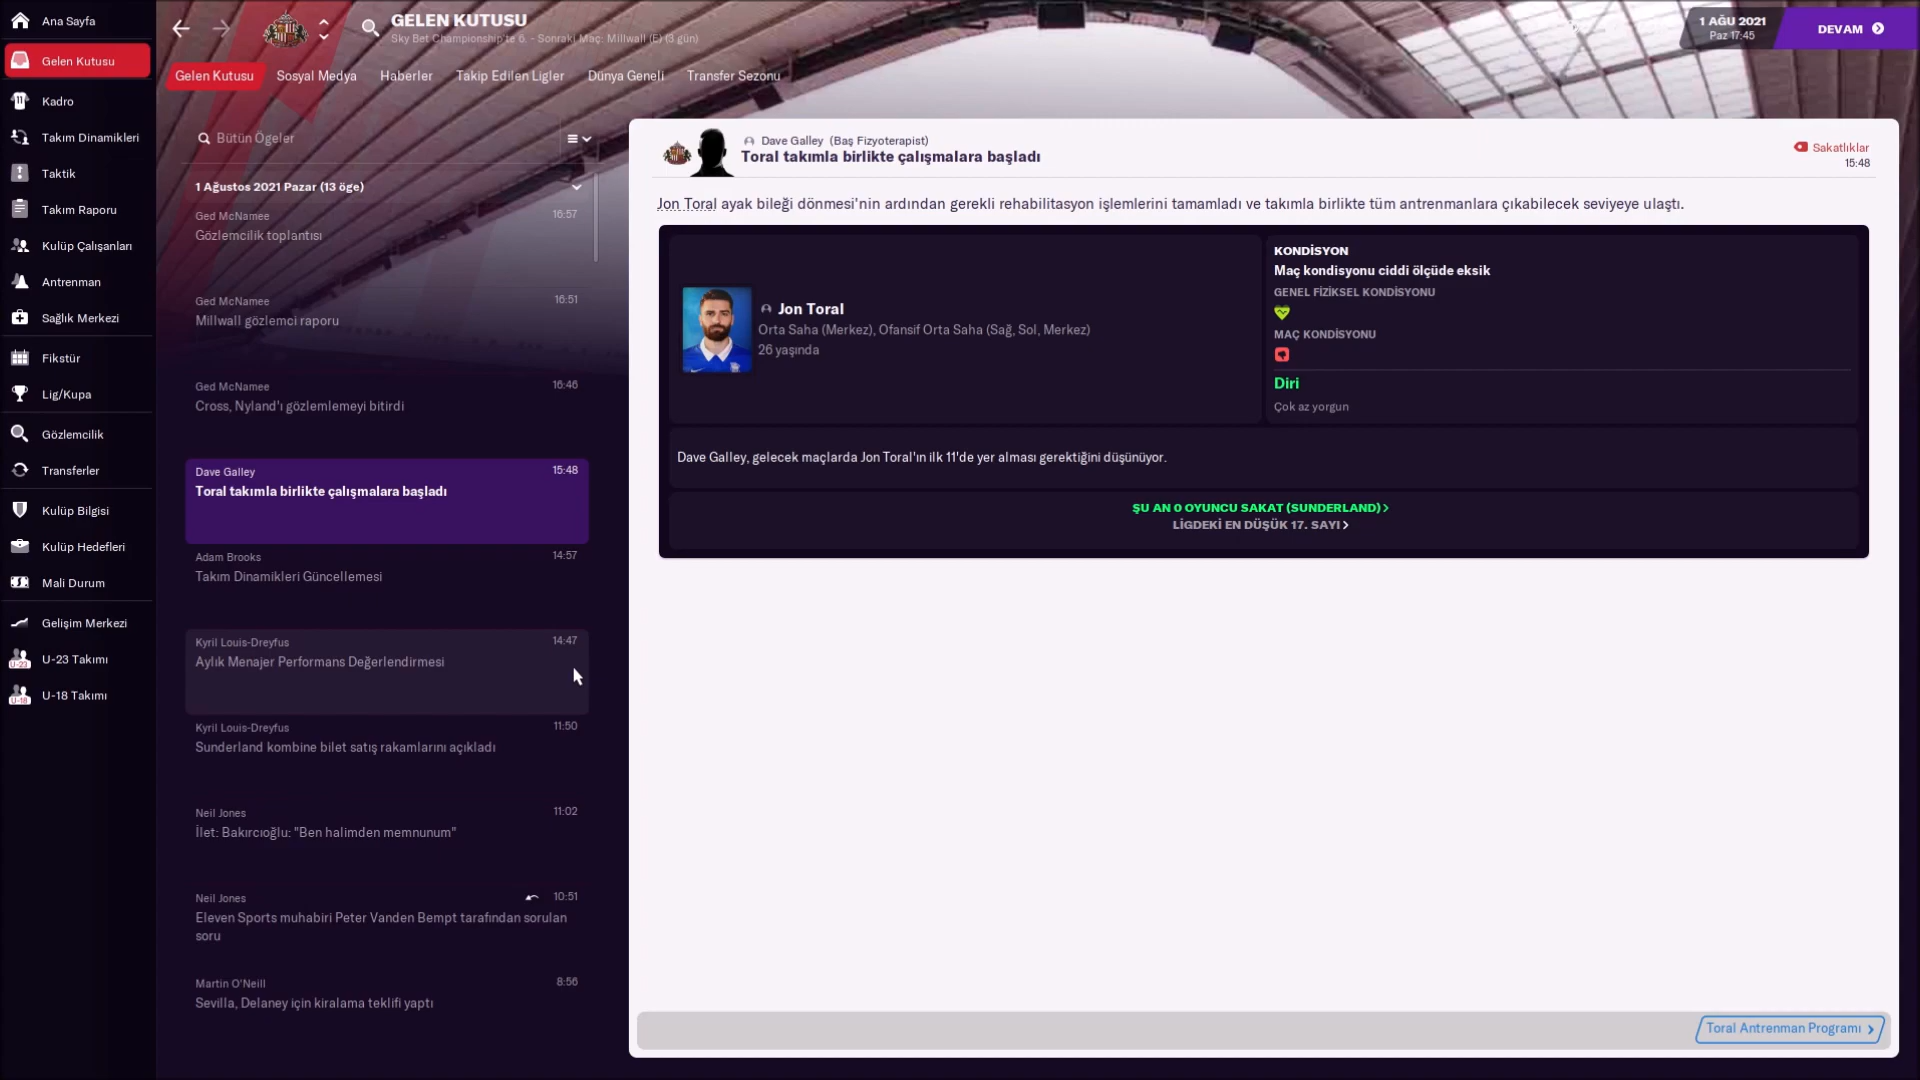 Ana Sayfa
Gelen Kutusu
Kadro
Takım Dinamikleri
Taktik
Takım Raporu
Kulüp Çalışanları
Antrenman
Sağlık Merkezi
Fikstür
Lig/Kupa
Gözlemcilik
Transferler
Kulüp Bilgisi
Kulüp Hedefleri
Mali Durum
Gelişim Merkezi
U-23 Takımı
U-18 Takımı
GELEN KUTUSU
Sky Bet Championship'te 6. - Sonraki Maç: Millwall (E) (3 gün)
1 AĞU 2021
Paz 17:45
DEVAM
Gelen Kutusu Sosyal Medya Haberler Takip Edilen Ligler Dünya Geneli Transfer Sezonu
Bütün Ögeler
1 Ağustos 2021 Pazar (13 öge)
Ged McNamee 16:57
Gözlemcilik toplantısı
Ged McNamee 16:51
Millwall gözlemci raporu
Ged McNamee 16:46
Cross, Nyland'ı gözlemlemeyi bitirdi
Dave Galley 15:48
Toral takımla birlikte çalışmalara başladı
Adam Brooks 14:57
Takım Dinamikleri Güncellemesi
Kyril Louis-Dreyfus 14:47
Aylık Menajer Performans Değerlendirmesi
Kyril Louis-Dreyfus 11:50
Sunderland kombine bilet satış rakamlarını açıkladı
Neil Jones 11:02
İlet: Bakırcıoğlu: "Ben halimden memnunum"
Neil Jones 10:51
Eleven Sports muhabiri Peter Vanden Bempt tarafından sorulan
soru
Martin O'Neill 8:56
Sevilla, Delaney için kiralama teklifi yaptı
Dave Galley (Baş Fizyoterapist)
Toral takımla birlikte çalışmalara başladı
Sakatlıklar
15:48
Jon Toral ayak bileği dönmesi'nin ardından gerekli rehabilitasyon işlemlerini tamamladı ve takımla birlikte tüm antrenmanlara çıkabilecek seviyeye ulaştı.
Jon Toral
Orta Saha (Merkez), Ofansif Orta Saha (Sağ, Sol, Merkez)
26 yaşında
KONDİSYON
Maç kondisyonu ciddi ölçüde eksik
GENEL FİZİKSEL KONDİSYONU
MAÇ KONDİSYONU
Diri
Çok az yorgun
Dave Galley, gelecek maçlarda Jon Toral'ın ilk 11'de yer alması gerektiğini düşünüyor.
ŞU AN 0 OYUNCU SAKAT (SUNDERLAND)
LİGDEKİ EN DÜŞÜK 17. SAYI
Toral Antrenman Programı